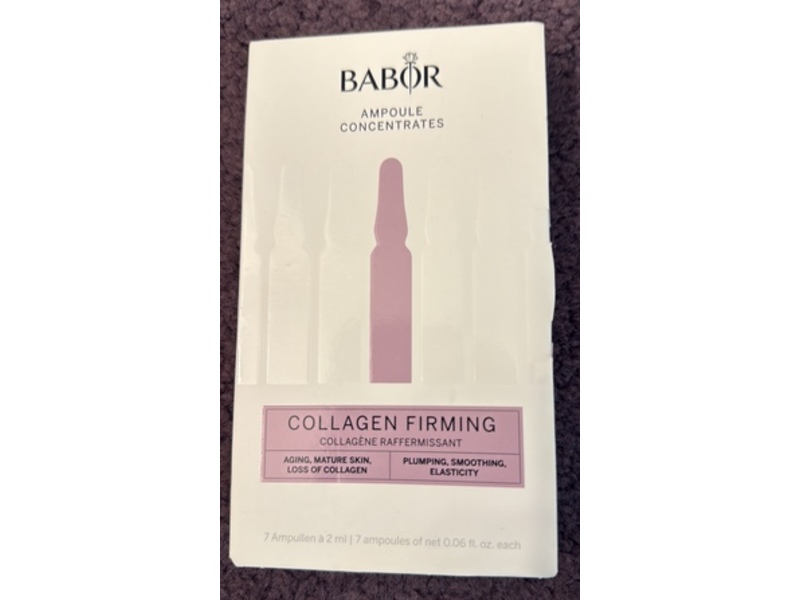 BABOR
AMPOULE
CONCENTRATES
COLLAGEN FIRMING
COLLAGÈNE RAFFERMISSANT
AGING, MATURE SKIN,
LOSS OF COLLAGEN
PLUMPING, SMOOTHING,
ELASTICITY
7 Ampullen à 2 ml | 7 ampoules of net 0.06 fl. oz. each